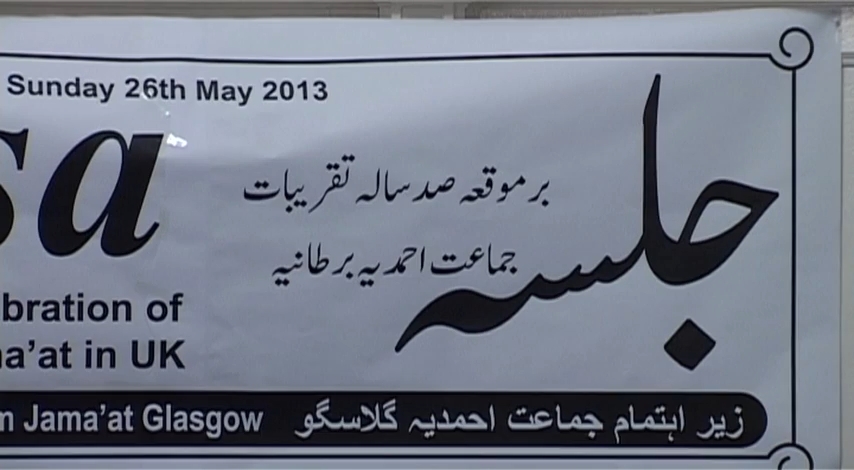 Sunday 26th May 2013
sa
جلسہ
بر موقعہ صد سالہ تقریبات
جماعت احمدیہ برطانیہ
bration of
a'at in UK
m Jama'at Glasgow زیر اہتمام جماعت احمدیہ گلاسگو